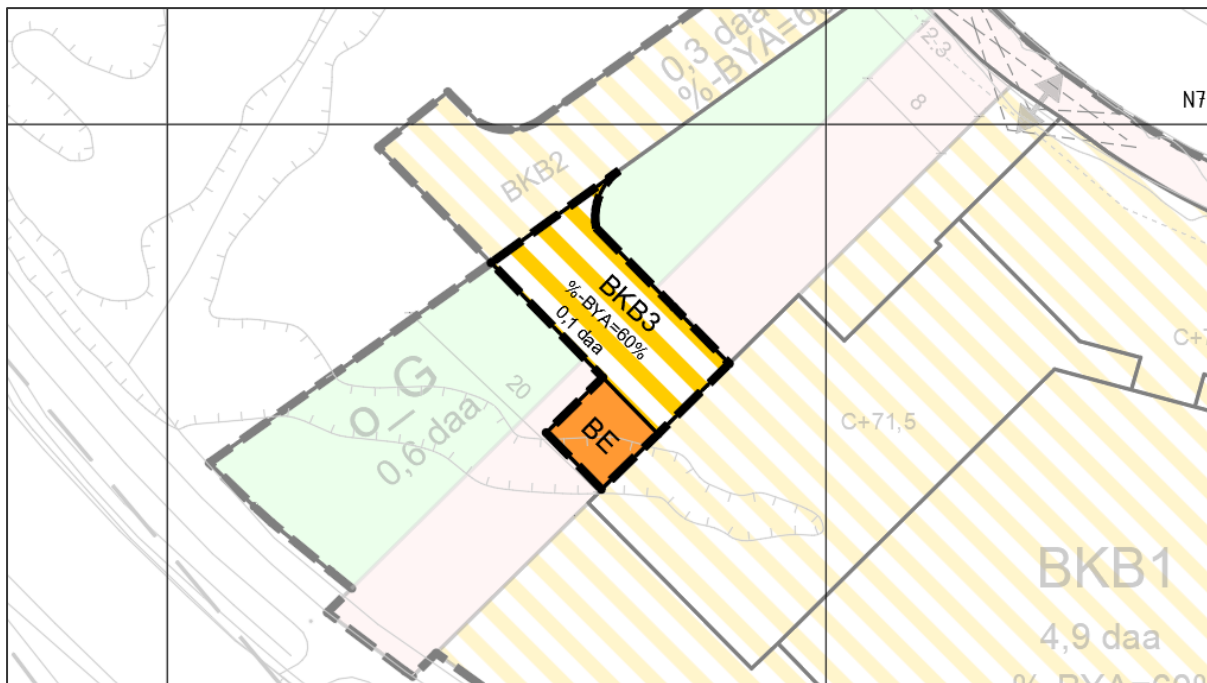 0,3 daa
%-BYA=6
12.3
8
N7
BKB2
BKB3
%-BYA=60%
0,1 daa
o_G
0,6 daa
20
BE
C+7
C+71,5
BKB1
4,9 daa
%-BYA=60%